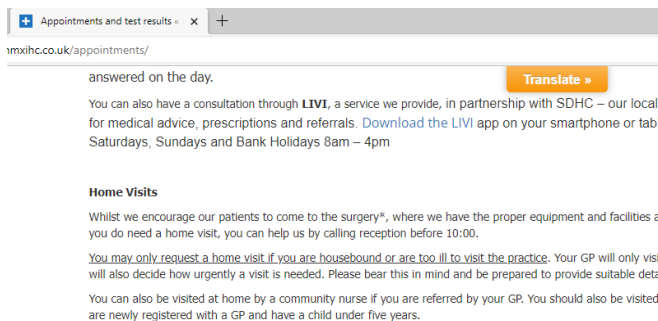 Appointments and test results «
mxihc.co.uk/appointments/
answered on the day.
Translate »
You can also have a consultation through LIVI, a service we provide, in partnership with SDHC – our local
for medical advice, prescriptions and referrals. Download the LIVI app on your smartphone or tab
Saturdays, Sundays and Bank Holidays 8am – 4pm
Home Visits
Whilst we encourage our patients to come to the surgery*, where we have the proper equipment and facilities a
you do need a home visit, you can help us by calling reception before 10:00.
You may only request a home visit if you are housebound or are too ill to visit the practice. Your GP will only visi
will also decide how urgently a visit is needed. Please bear this in mind and be prepared to provide suitable deta
You can also be visited at home by a community nurse if you are referred by your GP. You should also be visited
are newly registered with a GP and have a child under five years.